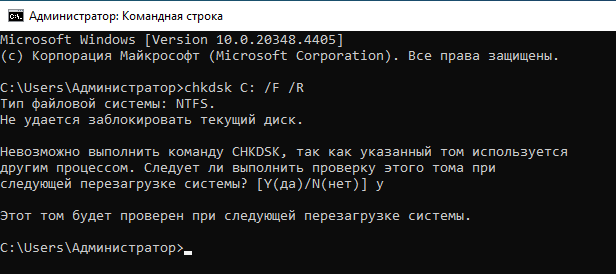 Администратор: Командная строка
Microsoft Windows [Version 10.0.20348.4405]
(c) Корпорация Майкрософт (Microsoft Corporation). Все права защищены.
C:\Users\Администратор>chkdsk C: /F /R
Тип файловой системы: NTFS.
Не удается заблокировать текущий диск.
Невозможно выполнить команду CHKDSK, так как указанный том используется
другим процессом. Следует ли выполнить проверку этого тома при
следующей перезагрузке системы? [Y(да)/N(нет)] y
Этот том будет проверен при следующей перезагрузке системы.
C:\Users\Администратор>